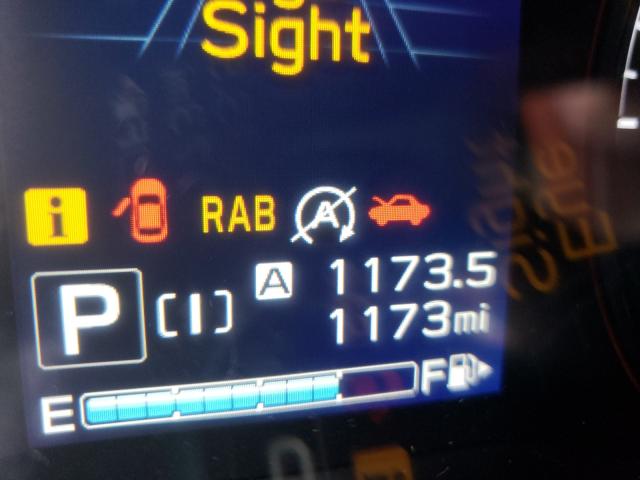 Sight
i RAB A
P [I] A 1173.5
1173mi
E F